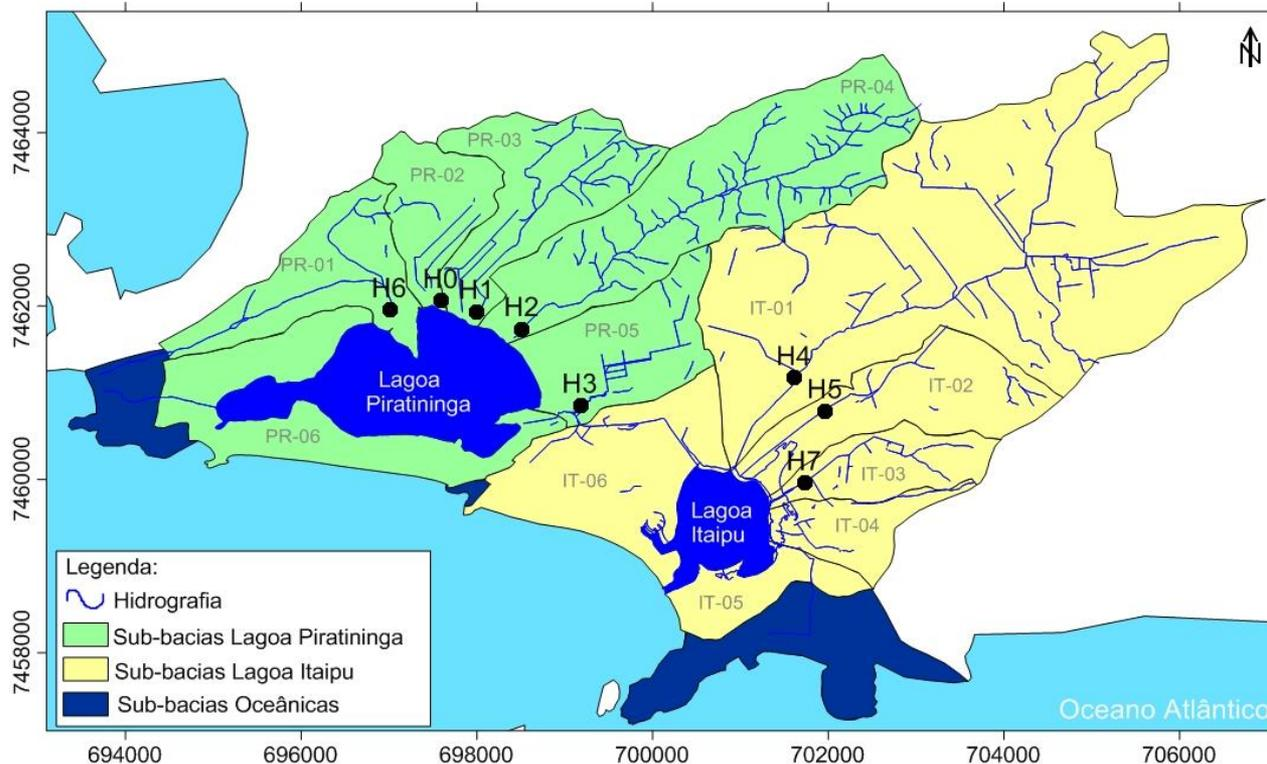 N
PR-04
PR-03
PR-02
PR-01
H6
H0
H1
H2
PR-05
IT-01
H4
H5
IT-02
H3
Lagoa
Piratininga
PR-06
H7
IT-03
IT-06
Lagoa
Itaipu
IT-04
IT-05
Legenda:
Hidrografia
Sub-bacias Lagoa Piratininga
Sub-bacias Lagoa Itaipu
Sub-bacias Oceânicas
Oceano Atlântico
7464000
7462000
7460000
7458000
694000
696000
698000
700000
702000
704000
706000